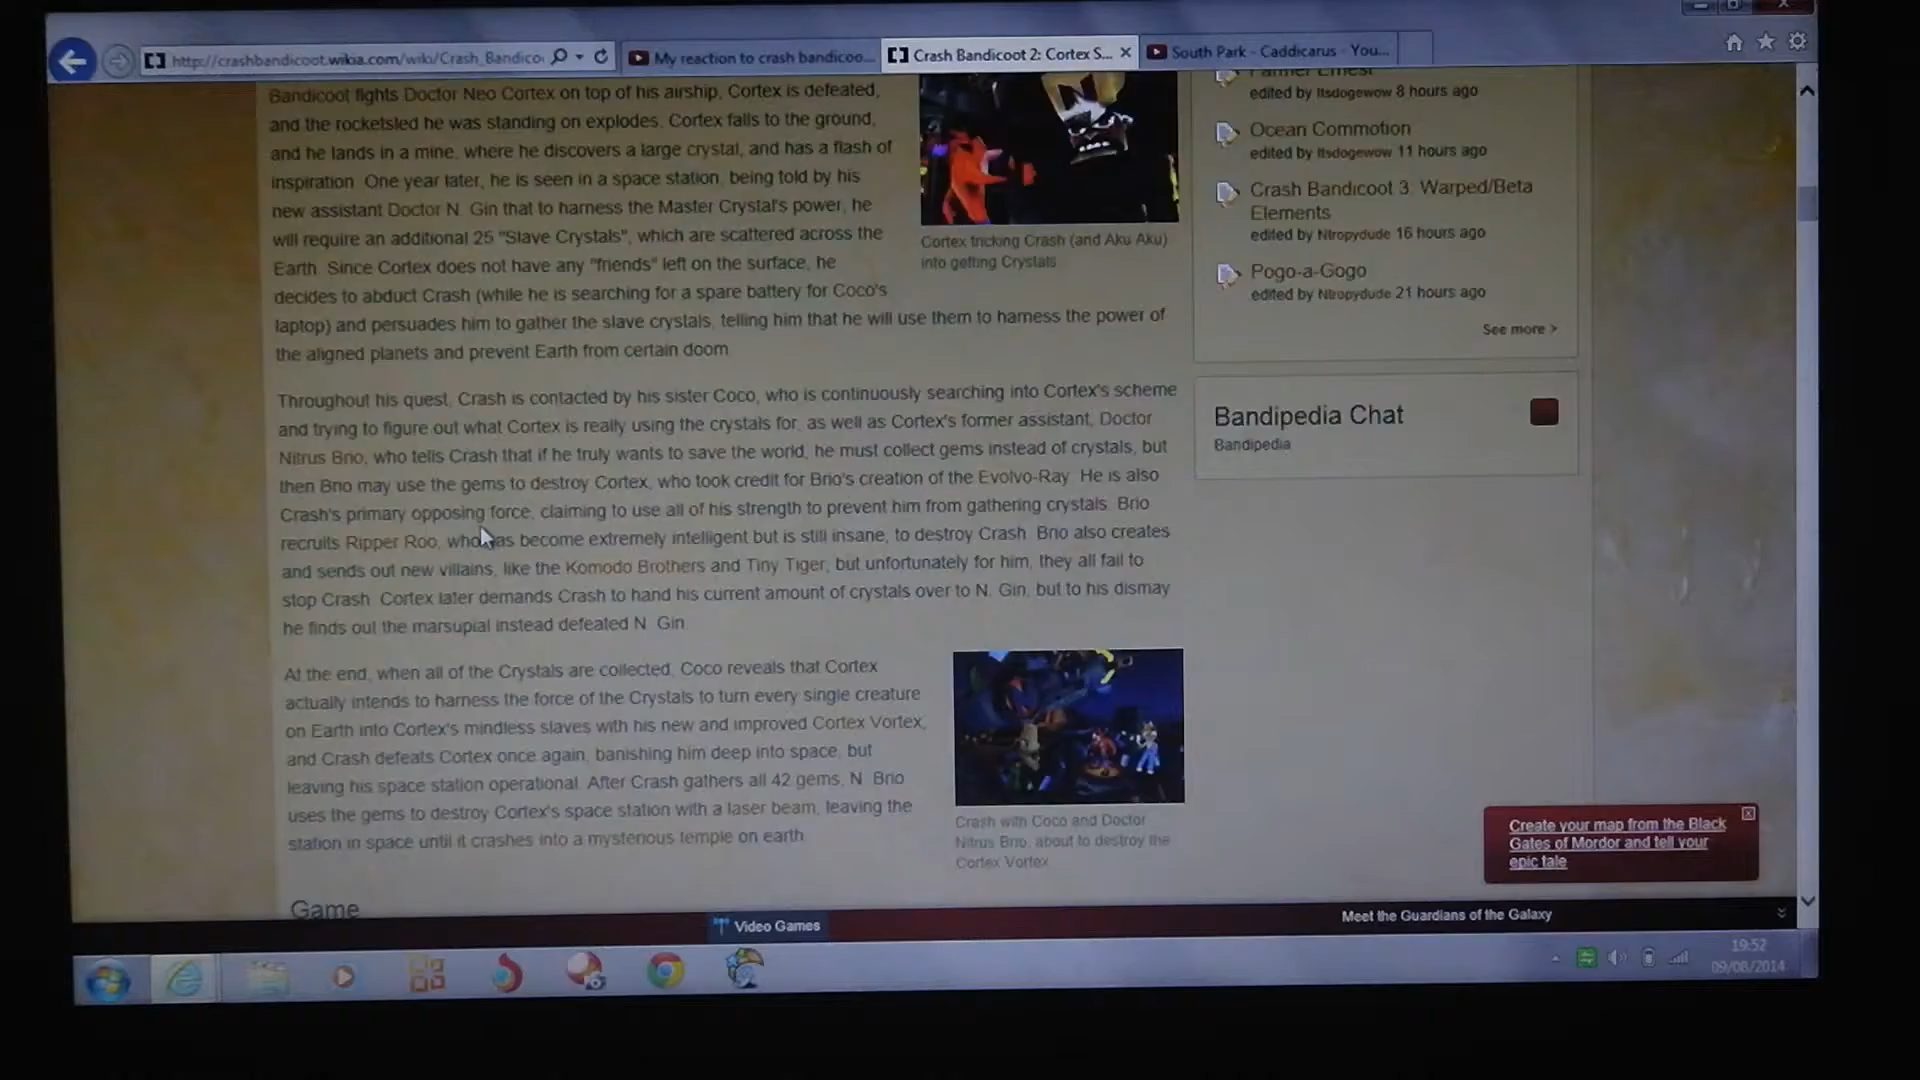 http://crashbandicoot.wikia.com/wiki/Crash_Bandico
My reaction to crash bandicoo...
Crash Bandicoot 2: Cortex S...
South Park - Caddicarus - You...
Bandicoot fights Doctor Neo Cortex on top of his airship, Cortex is defeated,
and the rocketsled he was standing on explodes. Cortex falls to the ground,
and he lands in a mine, where he discovers a large crystal, and has a flash of
inspiration. One year later, he is seen in a space station, being told by his
new assistant Doctor N. Gin that to harness the Master Crystal's power, he
will require an additional 25 "Slave Crystals", which are scattered across the
Earth. Since Cortex does not have any "friends" left on the surface, he
decides to abduct Crash (while he is searching for a spare battery for Coco's
laptop) and persuades him to gather the slave crystals, telling him that he will use them to harness the power of
the aligned planets and prevent Earth from certain doom.
Cortex tricking Crash (and Aku Aku)
into getting Crystals
Throughout his quest, Crash is contacted by his sister Coco, who is continuously searching into Cortex's scheme
and trying to figure out what Cortex is really using the crystals for, as well as Cortex's former assistant, Doctor
Nitrus Brio, who tells Crash that if he truly wants to save the world, he must collect gems instead of crystals, but
then Brio may use the gems to destroy Cortex, who took credit for Brio's creation of the Evolvo-Ray. He is also
Crash's primary opposing force, claiming to use all of his strength to prevent him from gathering crystals. Brio
recruits Ripper Roo, who has become extremely intelligent but is still insane, to destroy Crash. Brio also creates
and sends out new villains, like the Komodo Brothers and Tiny Tiger, but unfortunately for him, they all fail to
stop Crash. Cortex later demands Crash to hand his current amount of crystals over to N. Gin, but to his dismay
he finds out the marsupial instead defeated N. Gin.
At the end, when all of the Crystals are collected, Coco reveals that Cortex
actually intends to harness the force of the Crystals to turn every single creature
on Earth into Cortex's mindless slaves with his new and improved Cortex Vortex,
and Crash defeats Cortex once again, banishing him deep into space, but
leaving his space station operational. After Crash gathers all 42 gems, N. Brio
uses the gems to destroy Cortex's space station with a laser beam, leaving the
station in space until it crashes into a mysterious temple on earth.
Crash with Coco and Doctor
Nitrus Brio, about to destroy the
Cortex Vortex
Game
Farmer Ernest
edited by Itsdogewow 8 hours ago
Ocean Commotion
edited by Itsdogewow 11 hours ago
Crash Bandicoot 3: Warped/Beta
Elements
edited by Ntropydude 16 hours ago
Pogo-a-Gogo
edited by Ntropydude 21 hours ago
See more >
Bandipedia Chat
Bandipedia
Create your map from the Black
Gates of Mordor and tell your
epic tale
Video Games
Meet the Guardians of the Galaxy
19:52
09/08/2014